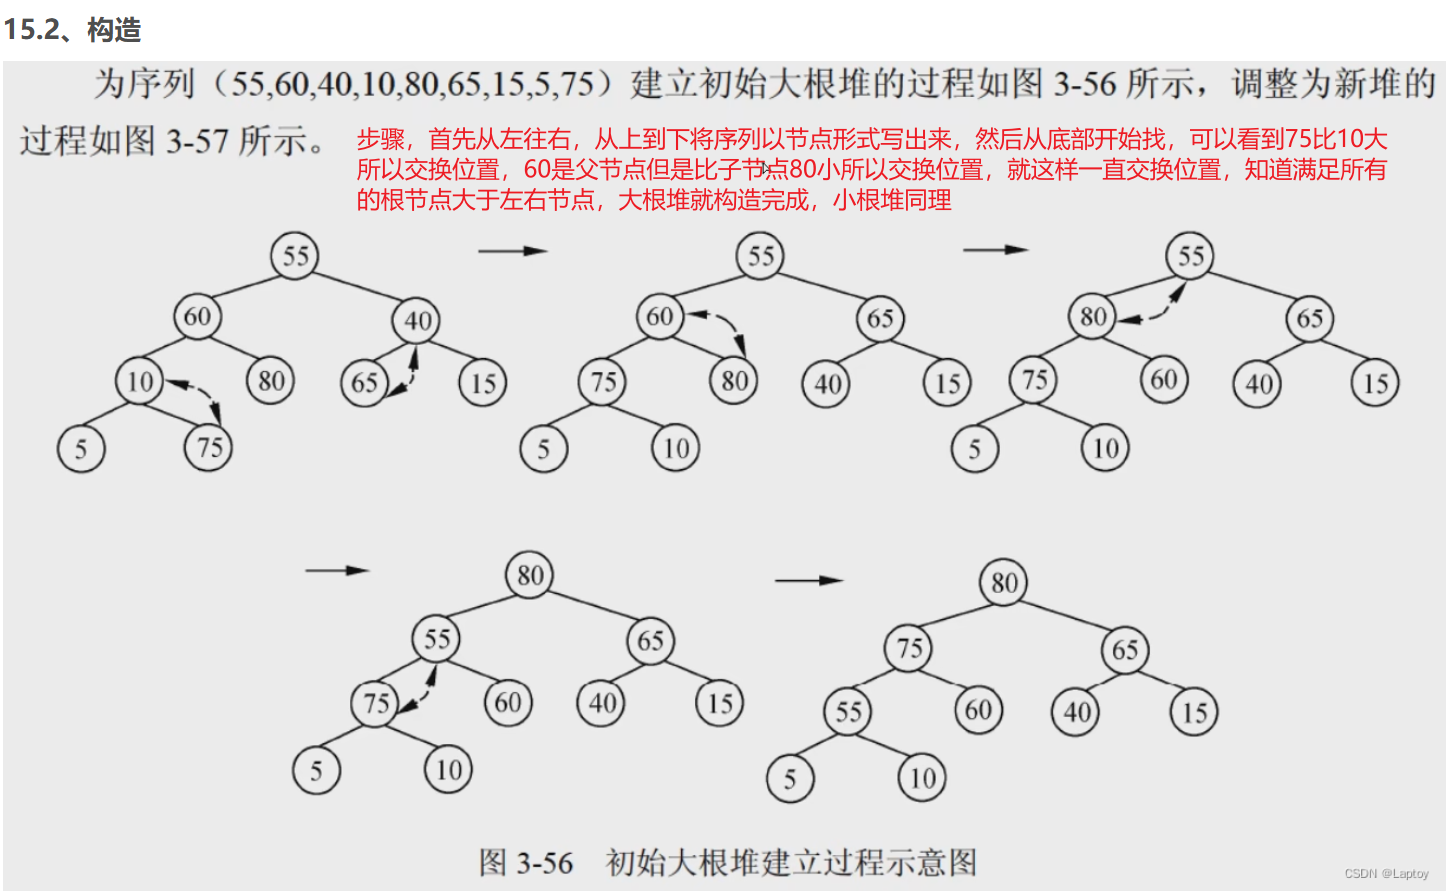 15.2、构造
为序列（55,60,40,10,80,65,15,5,75）建立初始大根堆的过程如图 3-56 所示，调整为新堆的
过程如图 3-57 所示。
步骤，首先从左往右，从上到下将序列以节点形式写出来，然后从底部开始找，可以看到75比10大
所以交换位置，60是父节点但是比子节点80小所以交换位置，就这样一直交换位置，知道满足所有
的根节点大于左右节点，大根堆就构造完成，小根堆同理
55
60 40
10 80 65 15
5 75
55
60 65
75 80 40 15
5 10
55
80 65
75 60 40 15
5 10
80
55 65
75 60 40 15
5 10
80
75 65
55 60 40 15
5 10
图 3-56 初始大根堆建立过程示意图
CSDN @Laptoy